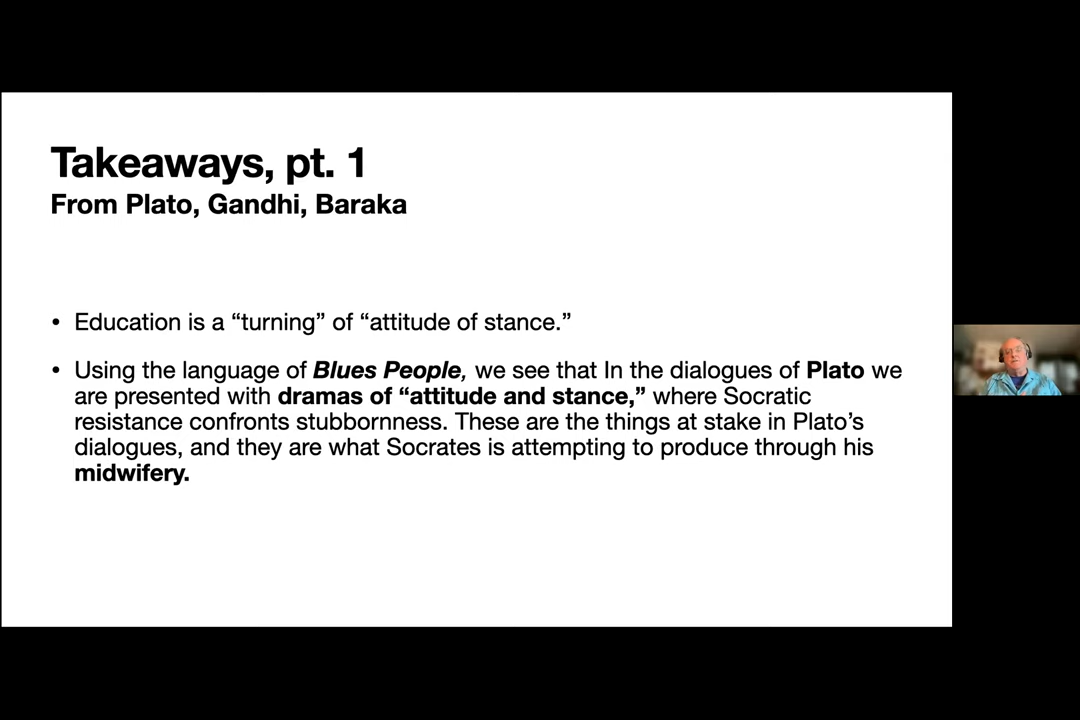 Takeaways, pt. 1
From Plato, Gandhi, Baraka
• Education is a “turning” of “attitude of stance.”
• Using the language of Blues People, we see that In the dialogues of Plato we
are presented with dramas of “attitude and stance,” where Socratic
resistance confronts stubbornness. These are the things at stake in Plato’s
dialogues, and they are what Socrates is attempting to produce through his
midwifery.